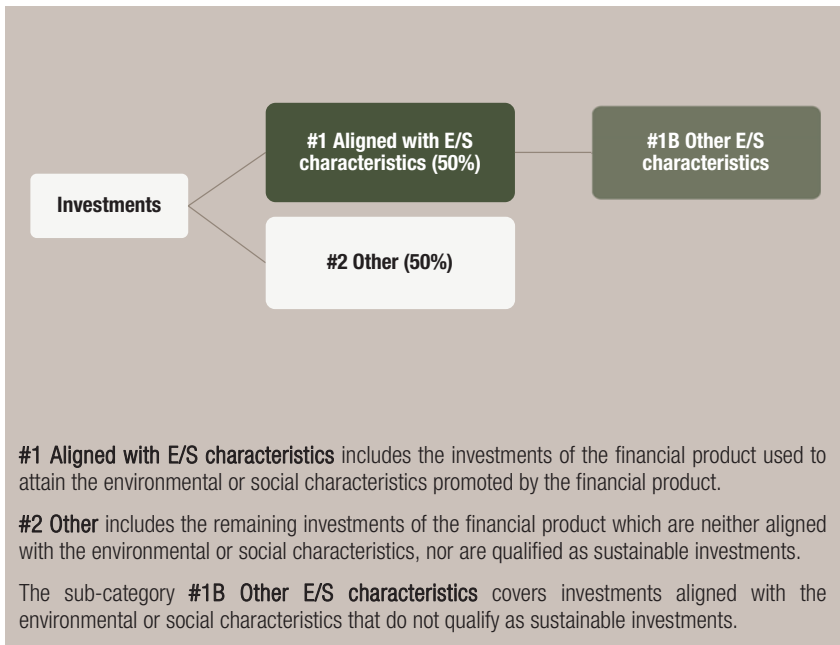 #1 Aligned with E/S
characteristics (50%)
#1B Other E/S
characteristics
Investments
#2 Other (50%)
#1 Aligned with E/S characteristics includes the investments of the financial product used to
attain the environmental or social characteristics promoted by the financial product.
#2 Other includes the remaining investments of the financial product which are neither aligned
with the environmental or social characteristics, nor are qualified as sustainable investments.
The sub-category #1B Other E/S characteristics covers investments aligned with the
environmental or social characteristics that do not qualify as sustainable investments.